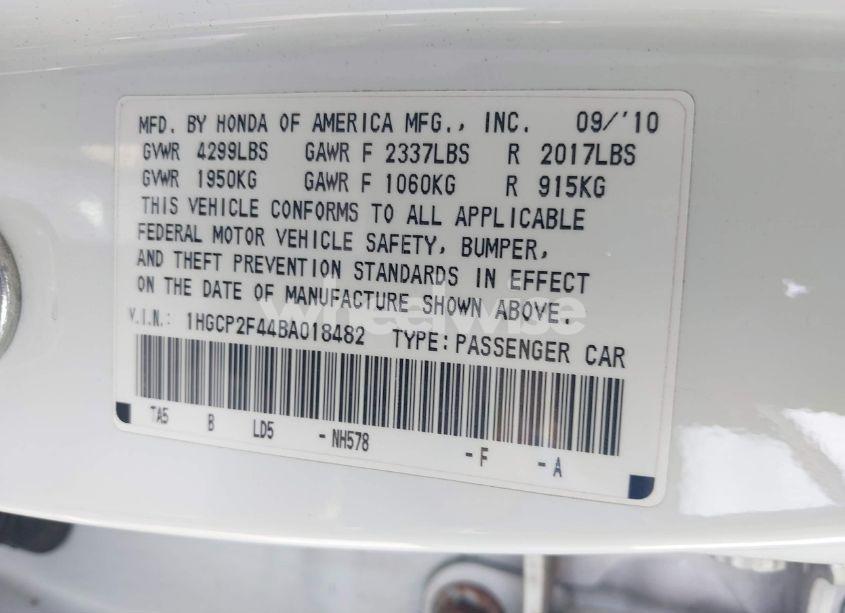 MFD. BY HONDA OF AMERICA MFG., INC. 09/'10
GVWR 4299LBS GAWR F 2337LBS R 2017LBS
GVWR 1950KG GAWR F 1060KG R 915KG
THIS VEHICLE CONFORMS TO ALL APPLICABLE
FEDERAL MOTOR VEHICLE SAFETY, BUMPER,
AND THEFT PREVENTION STANDARDS IN EFFECT
ON THE DATE OF MANUFACTURE SHOWN ABOVE.
wheelwise
V.I.N.: 1HGCP2F44BA018482 TYPE:PASSENGER CAR
TA5 B LD5 -NH578 -F -A